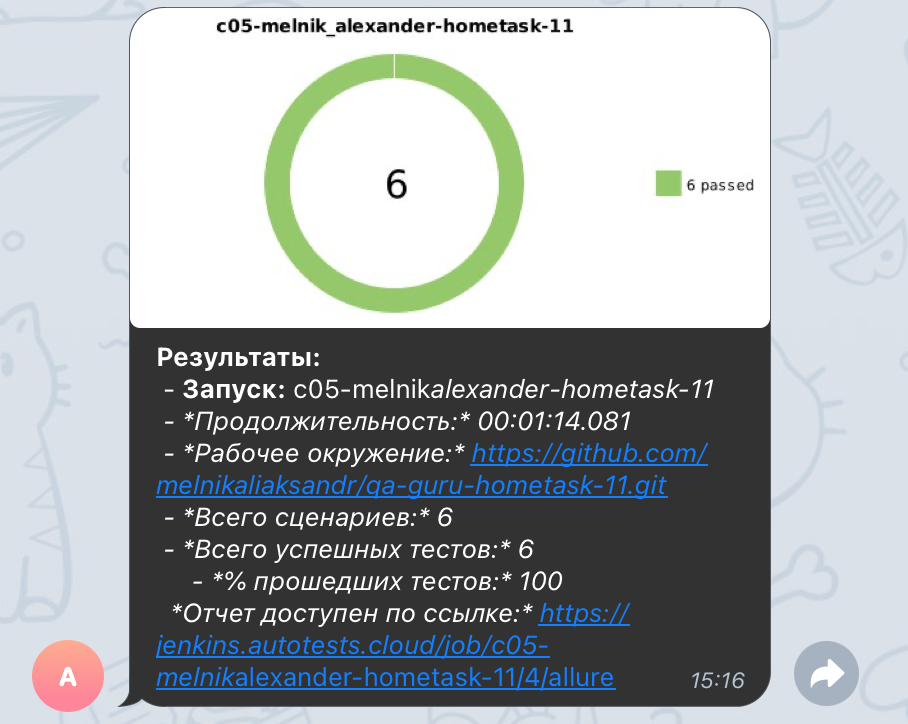 c05-melnik_alexander-hometask-11
6
6 passed
Результаты:
- Запуск: c05-melnikalexander-hometask-11
- *Продолжительность:* 00:01:14.081
- *Рабочее окружение:* https://github.com/
melnikaliaksandr/qa-guru-hometask-11.git
- *Всего сценариев:* 6
- *Всего успешных тестов:* 6
- *% прошедших тестов:* 100
*Отчет доступен по ссылке:* https://
jenkins.autotests.cloud/job/c05-
melnikalexander-hometask-11/4/allure
15:16
A